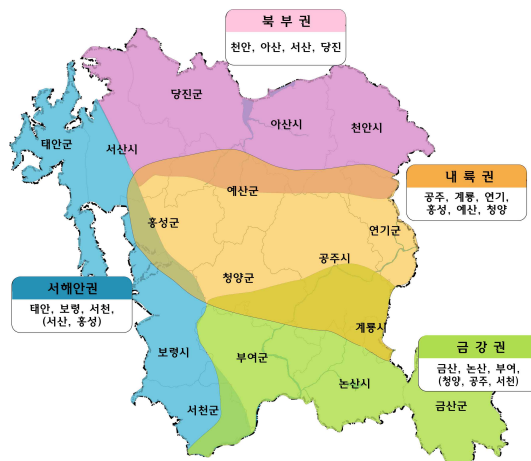 북 부 권
천안, 아산, 서산, 당진
당진군
아산시
천안시
태안군
서산시
예산군
내 륙 권
공주, 계룡, 연기,
홍성, 예산, 청양
홍성군
연기군
공주시
청양군
서해안권
태안, 보령, 서천,
(서산, 홍성)
계룡시
보령시
부여군
금 강 권
금산, 논산, 부여,
(청양, 공주, 서천)
논산시
서천군
금산군